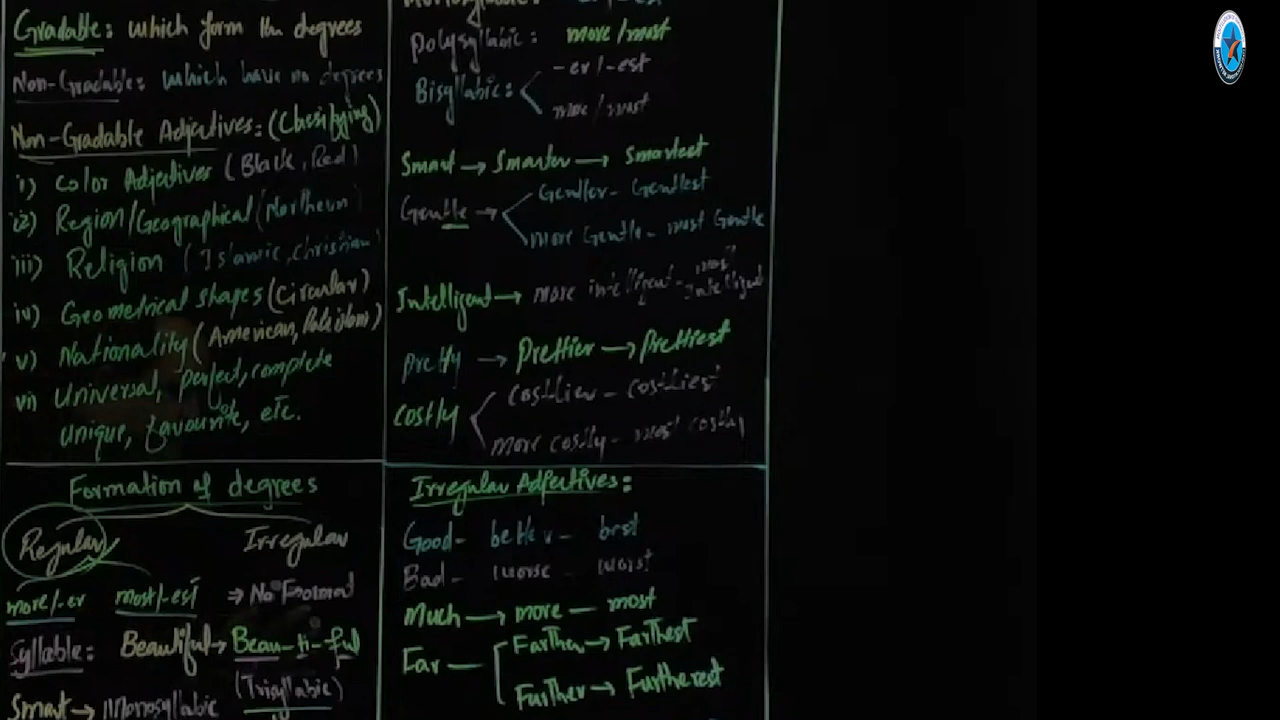 Gradable: which form the degrees
Non-Gradable: which have no degrees
Non-Gradable Adjectives: (Classifying)
i) Color Adjectives (Black, Red)
ii) Region/Geographical (Northern)
iii) Religion (Islamic, Christian)
iv) Geometrical shapes (Circular)
v) Nationality (American, Pakistani)
vi) Universal, perfect, complete
unique, favourite, etc.
Formation of degrees
Regular Irregular
more/-er most/-est ⇒ No Format
Syllable: Beautiful → Beau-ti-ful
(Trisyllabic)
Smart → Monosyllabic
Polysyllabic: more/most
Bisyllabic: -er/-est
more/most
Smart → Smarter → Smartest
Gentle → Gentler - Gentlest
more Gentle - most Gentle
Intelligent → more intelligent - most Intelligent
Pretty → Prettier → Prettiest
Costly Costlier - Costliest
more costly - most costly
Irregular Adjectives:
Good - better - best
Bad - worse - worst
Much → more - most
Far - Farther → Farthest
Further → Furtherest